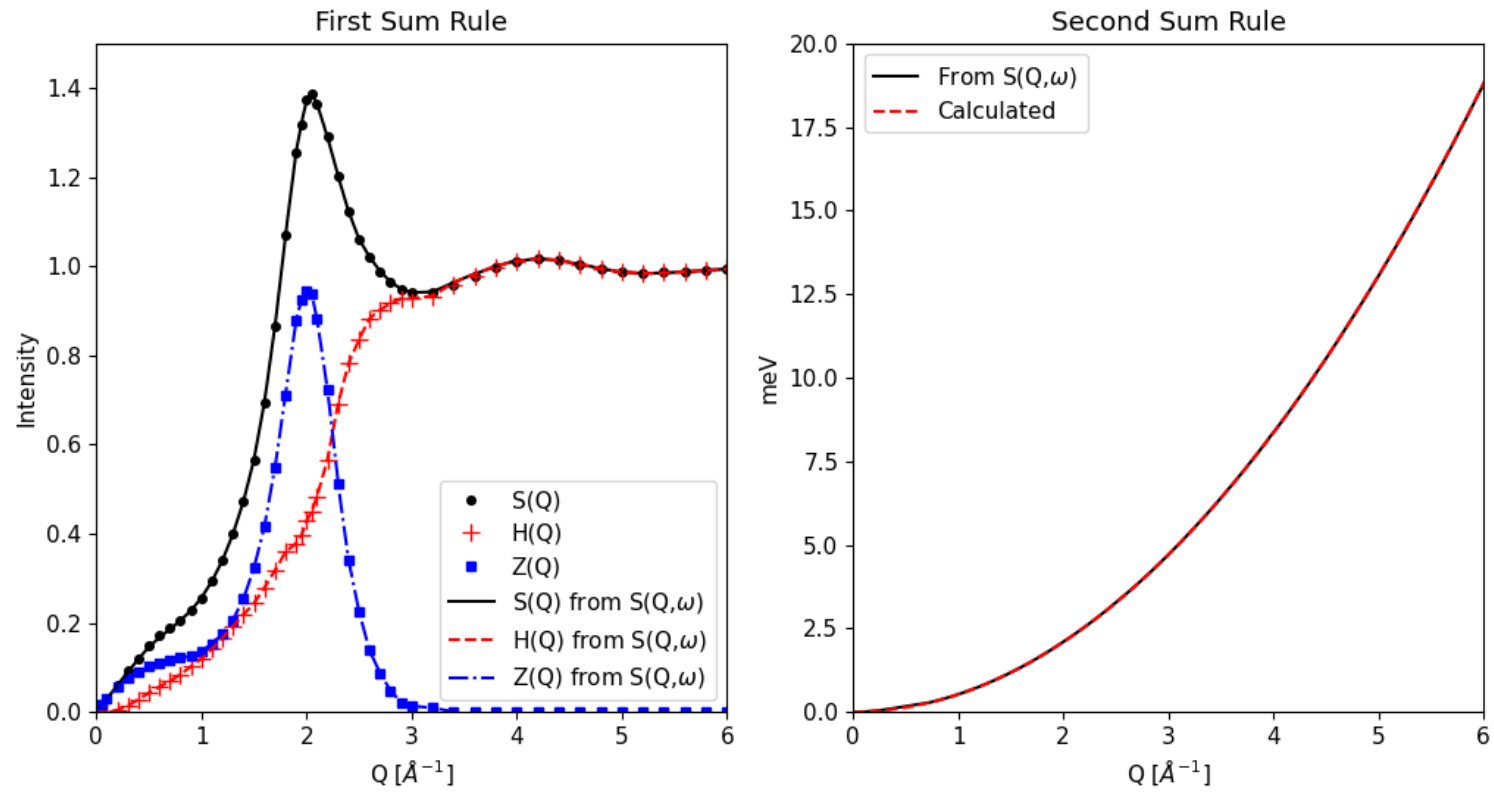 First Sum Rule
1.4
1.2
1.0
0.8
0.6
0.4
0.2
0.0
Intensity
S(Q)
H(Q)
Z(Q)
S(Q) from S(Q,ω)
H(Q) from S(Q,ω)
Z(Q) from S(Q,ω)
0 1 2 3 4 5 6
Q [Å⁻¹]
Second Sum Rule
20.0
17.5
15.0
12.5
10.0
7.5
5.0
2.5
0.0
meV
From S(Q,ω)
Calculated
0 1 2 3 4 5 6
Q [Å⁻¹]